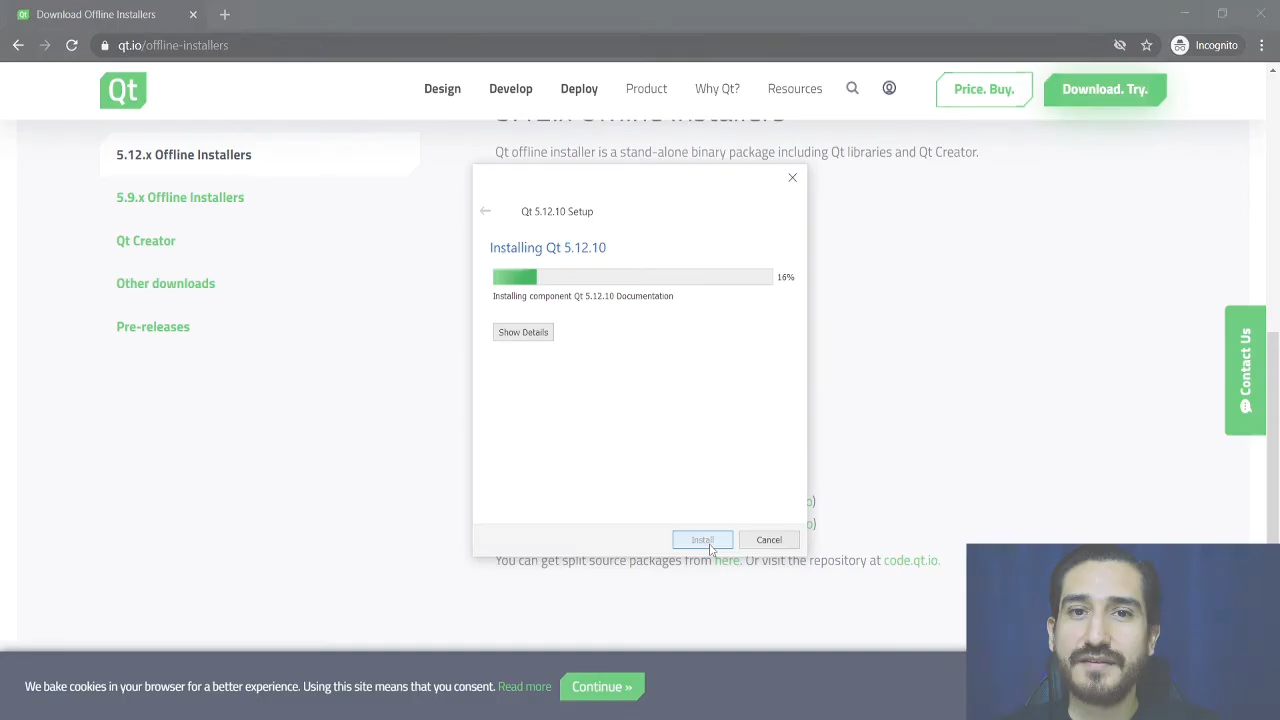 Qt Download Offline Installers
qt.io/offline-installers
Incognito
Qt
Design
Develop
Deploy
Product
Why Qt?
Resources
Price. Buy.
Download. Try.
5.12.x Offline Installers
5.12.x Offline Installers
Qt offline installer is a stand-alone binary package including Qt libraries and Qt Creator.
5.9.x Offline Installers
Qt Creator
Other downloads
Pre-releases
Qt 5.12.10 Setup
Installing Qt 5.12.10
16%
Installing component Qt 5.12.10 Documentation
Show Details
Install
Cancel
o)
o)
You can get split source packages from here. Or visit the repository at code.qt.io.
Contact Us
We bake cookies in your browser for a better experience. Using this site means that you consent. Read more
Continue »